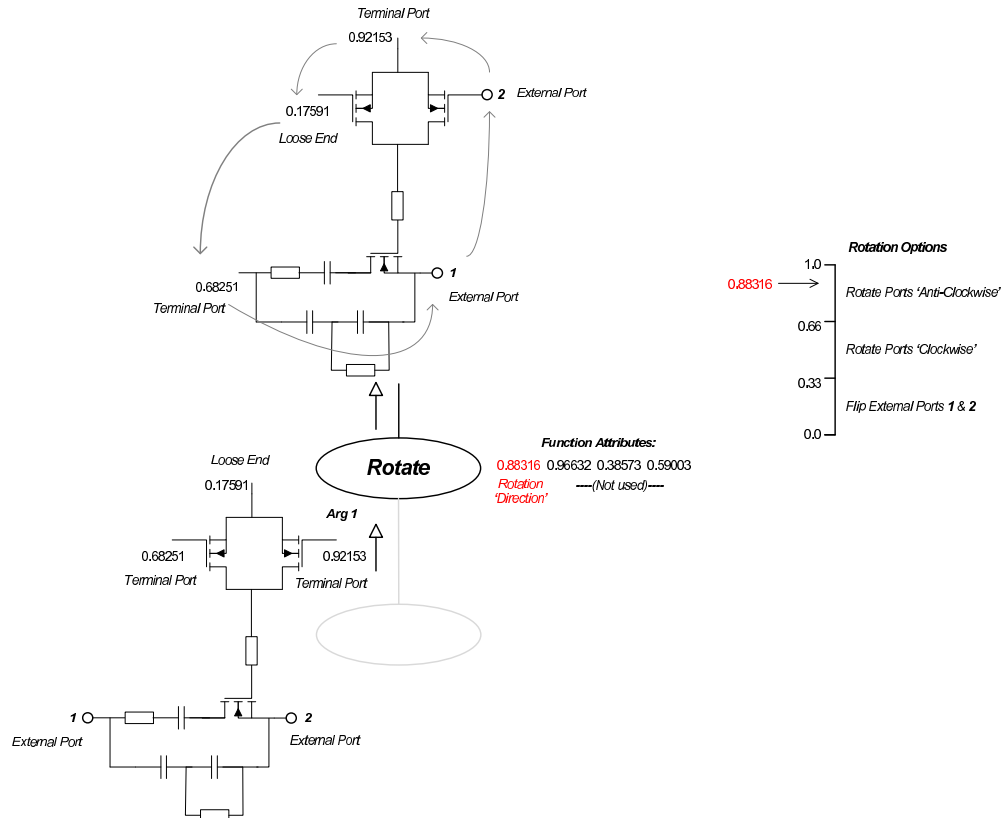 Terminal Port
0.92153
2 External Port
0.17591
Loose End
1
0.68251
External Port
Terminal Port
Rotation Options
1.0
0.88316
Rotate Ports ‘Anti-Clockwise’
0.66
Rotate Ports ‘Clockwise’
0.33
Flip External Ports 1 & 2
0.0
Rotate
Function Attributes:
0.88316 0.96632 0.38573 0.59003
Rotation ----(Not used)----
‘Direction’
Arg 1
Loose End
0.17591
0.68251
0.92153
Terminal Port
Terminal Port
1
2
External Port
External Port